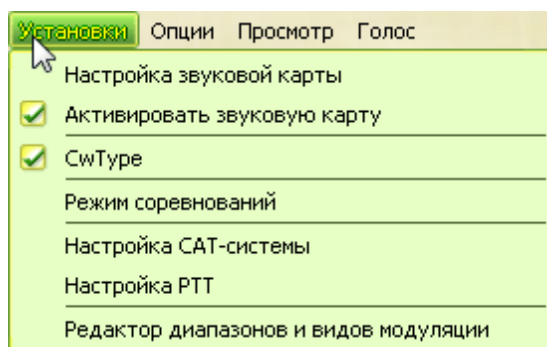 Установки Опции Просмотр Голос
Настройка звуковой карты
Активировать звуковую карту
CwType
Режим соревнований
Настройка CAT-системы
Настройка PTT
Редактор диапазонов и видов модуляции